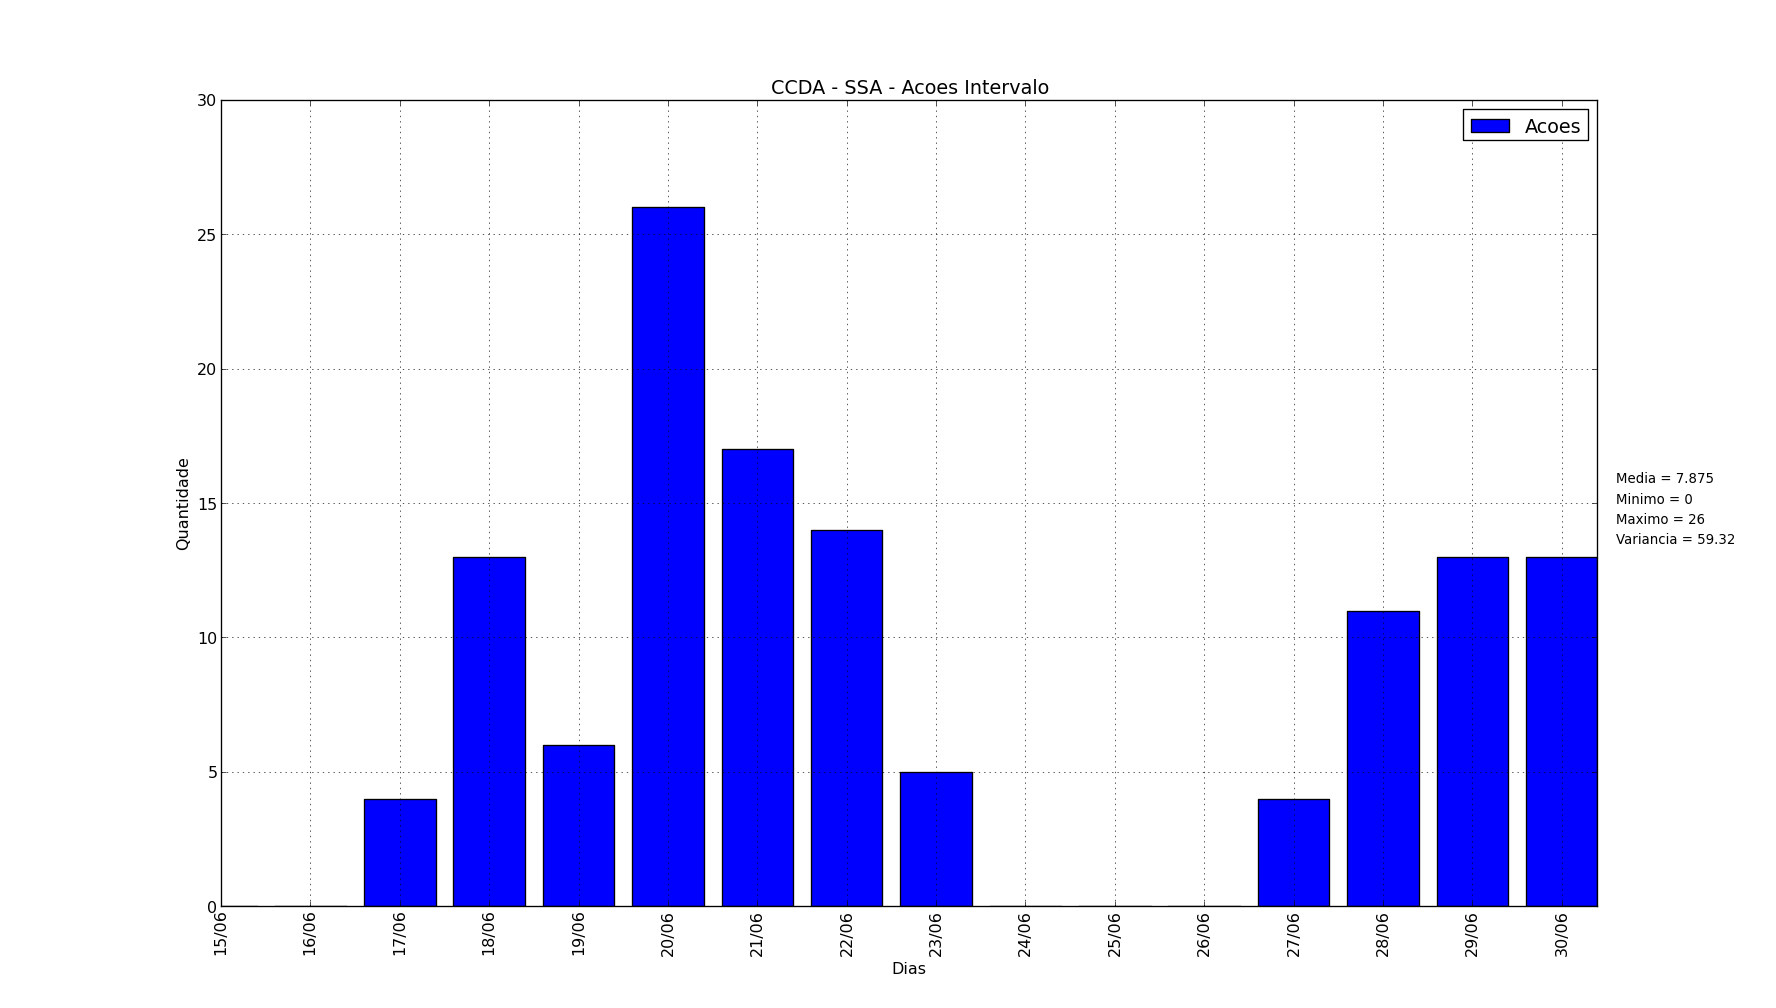 CCDA - SSA - Acoes Intervalo
Acoes
30
25
20
15
10
5
0
Quantidade
Media = 7.875
Minimo = 0
Maximo = 26
Variancia = 59.32
15/06
16/06
17/06
18/06
19/06
20/06
21/06
22/06
23/06
24/06
25/06
26/06
27/06
28/06
29/06
30/06
Dias